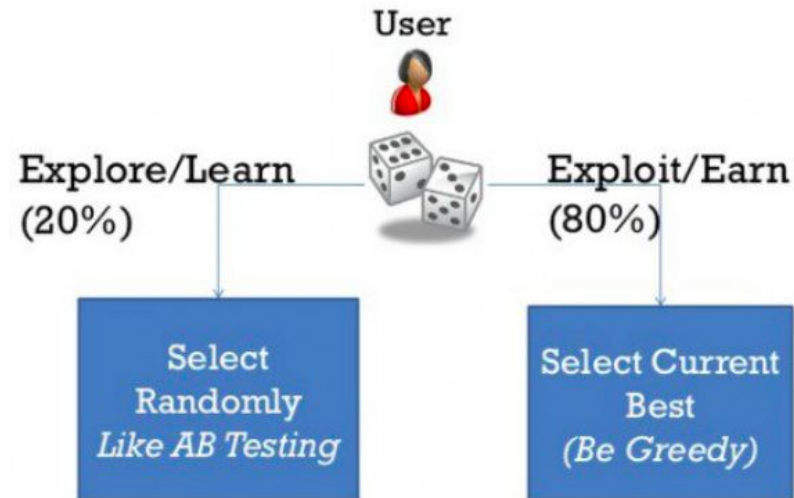 User
Explore/Learn
(20%)
Exploit/Earn
(80%)
Select
Randomly
Like AB Testing
Select Current
Best
(Be Greedy)